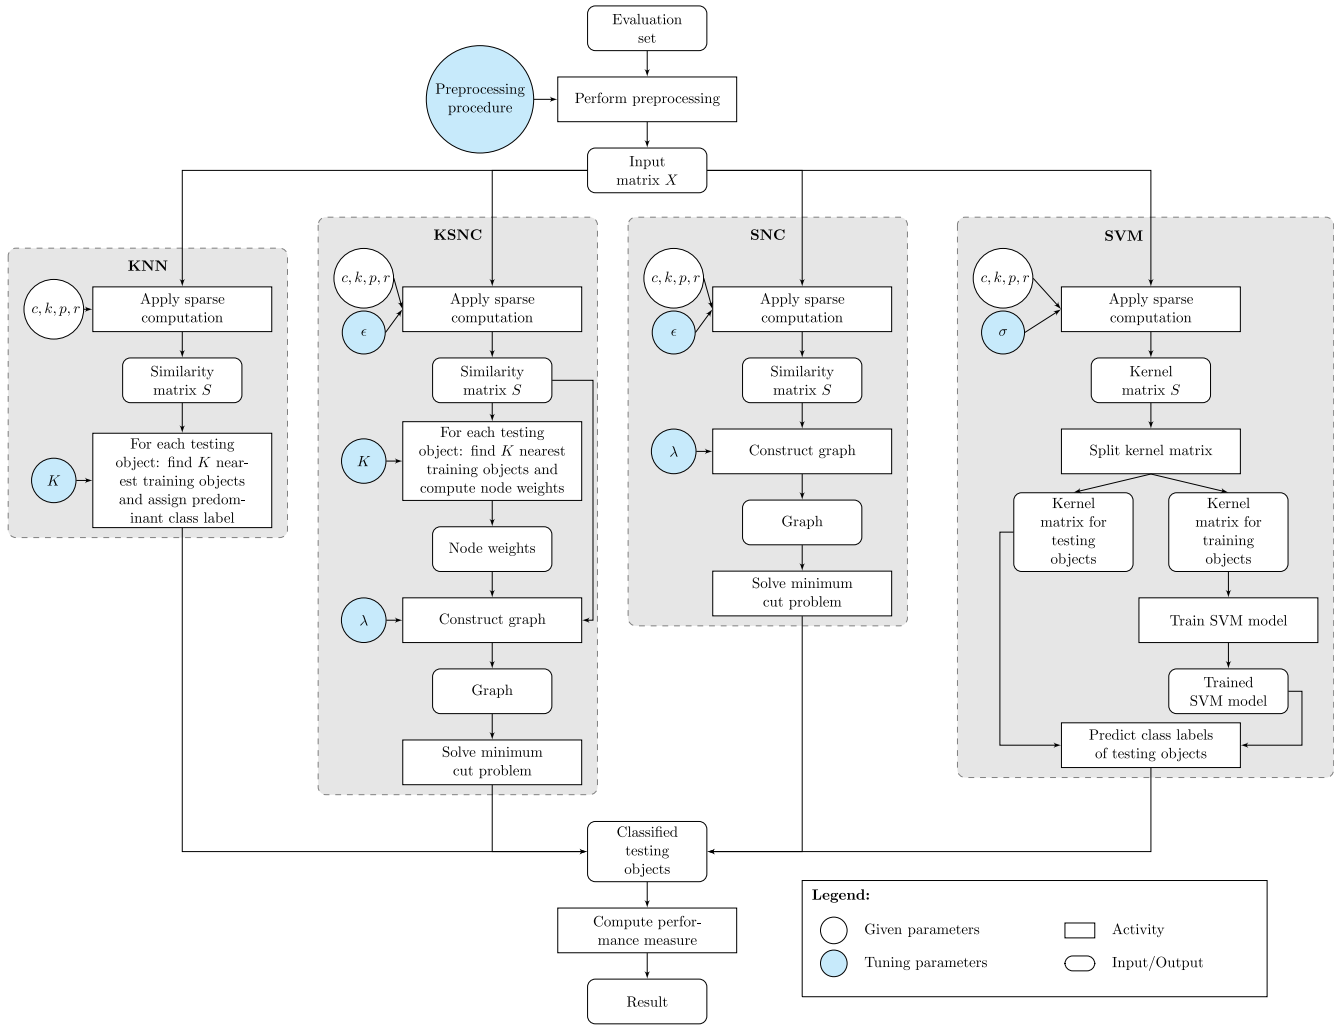 Evaluation
set
Preprocessing
procedure
Perform preprocessing
Input
matrix X
KNN
c, k, p, r
Apply sparse
computation
Similarity
matrix S
K
For each testing
object: find K near-
est training objects
and assign predom-
inant class label
KSNC
c, k, p, r
ϵ
Apply sparse
computation
Similarity
matrix S
K
For each testing
object: find K nearest
training objects and
compute node weights
Node weights
λ
Construct graph
Graph
Solve minimum
cut problem
SNC
c, k, p, r
ϵ
Apply sparse
computation
Similarity
matrix S
λ
Construct graph
Graph
Solve minimum
cut problem
SVM
c, k, p, r
σ
Apply sparse
computation
Kernel
matrix S
Split kernel matrix
Kernel
matrix for
testing
objects
Kernel
matrix for
training
objects
Train SVM model
Trained
SVM model
Predict class labels
of testing objects
Classified
testing
objects
Compute perfor-
mance measure
Result
Legend:
Given parameters
Activity
Tuning parameters
Input/Output